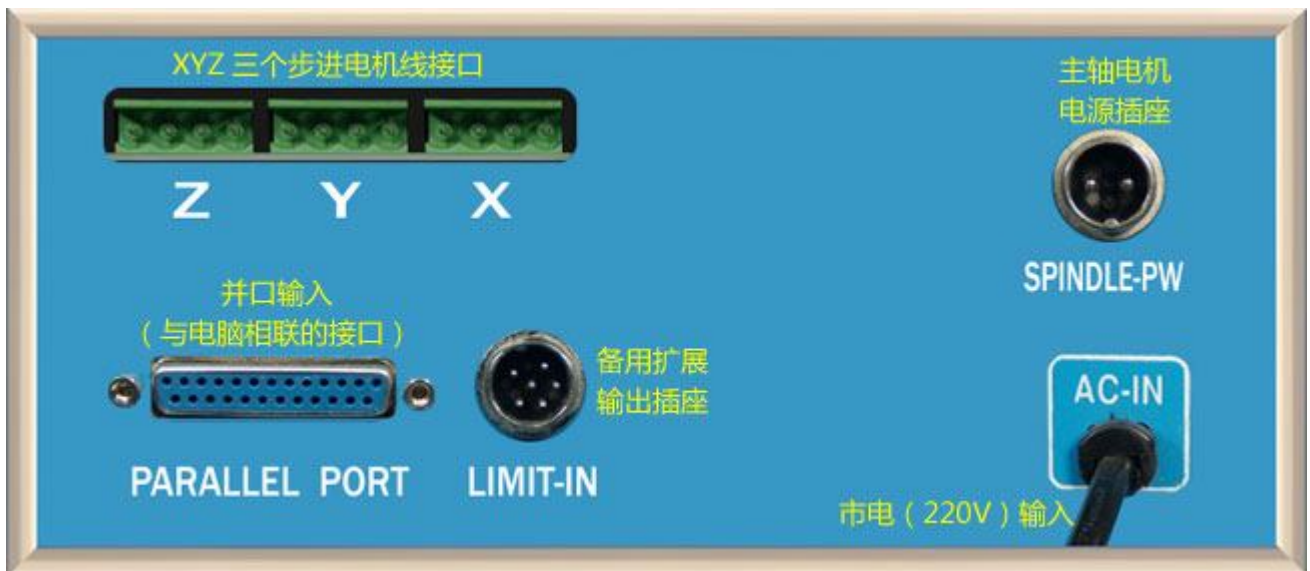 XYZ 三个步进电机线接口
Z Y X
主轴电机
电源插座
SPINDLE-PW
并口输入
（与电脑相联的接口）
PARALLEL PORT
备用扩展
输出插座
LIMIT-IN
AC-IN
市电（220V）输入